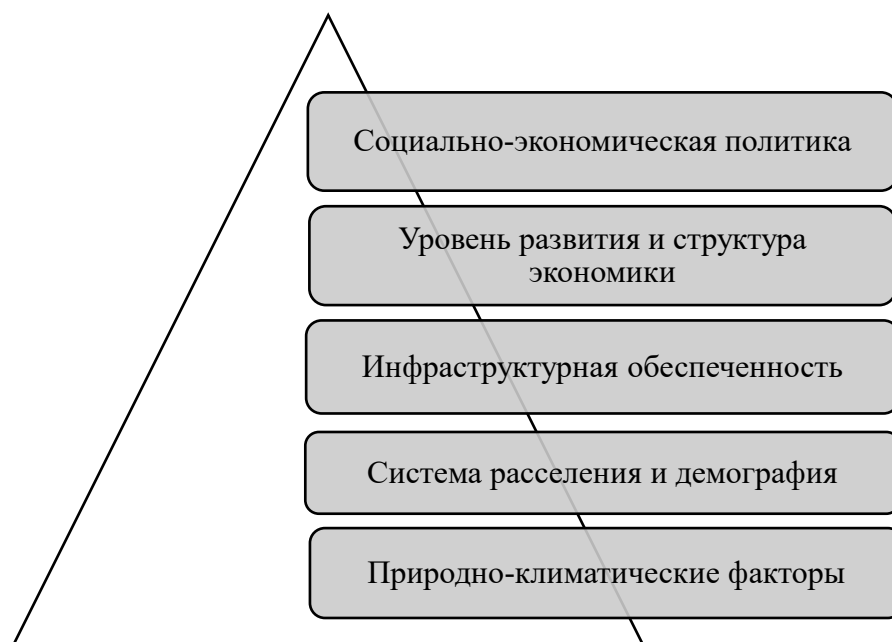 Социально-экономическая политика
Уровень развития и структура
экономики
Инфраструктурная обеспеченность
Система расселения и демография
Природно-климатические факторы